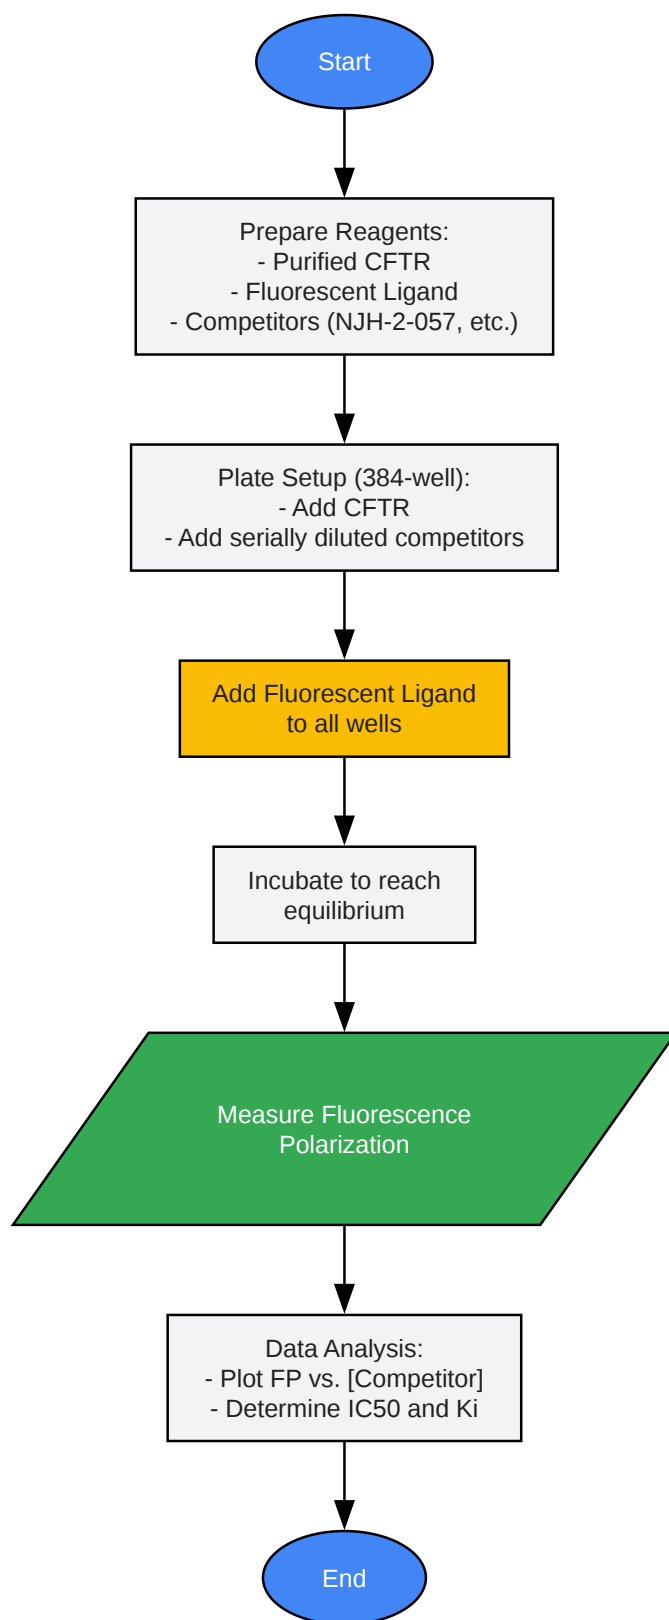 Start
Prepare Reagents:
- Purified CFTR
- Fluorescent Ligand
- Competitors (NJH-2-057, etc.)
Plate Setup (384-well):
- Add CFTR
- Add serially diluted competitors
Add Fluorescent Ligand
to all wells
Incubate to reach
equilibrium
Measure Fluorescence
Polarization
Data Analysis:
- Plot FP vs. [Competitor]
- Determine IC50 and Ki
End